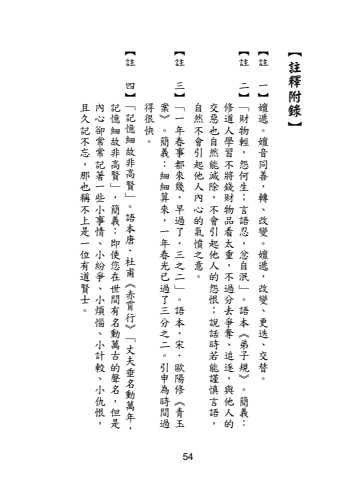 【註釋附錄】
【註 一】嬗遞。嬗音同善，轉、改變。嬗遞，改變、更迭、交替。
【註 二】「財物輕，怨何生；言語忍，忿自泯」。語本《弟子規》。簡義：
修道人學習不將錢財物品看太重，不過分去爭奪、追逐，與他人的
交惡也自然能減除，不會引起他人的怨恨；說話時若能謹慎言語，
自然不會引起他人內心的氣憤之意。
【註 三】「一年春事都來幾，早過了，三之二」。語本，宋．歐陽修《青玉
案》。簡義：細細算來，一年春光已過了三分之二。引申為時間過
得很快。
【註 四】「記憶細故非高賢」。語本唐．杜甫《赤霄行》「丈夫垂名動萬年，
記憶細故非高賢」，簡義：即使您在世間有名動萬古的聲名，但是
內心卻常常記著一些小事情、小紛爭、小煩惱、小計較、小仇恨，
且久記不忘，那也稱不上是一位有道賢士。
54